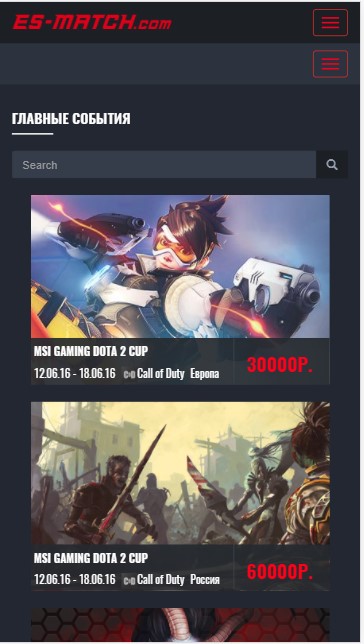 ES-MATCH.com
ГЛАВНЫЕ СОБЫТИЯ
Search
MSI GAMING DOTA 2 CUP
12.06.16 - 18.06.16 Call of Duty Европа
30000Р.
MSI GAMING DOTA 2 CUP
12.06.16 - 18.06.16 Call of Duty Россия
60000Р.